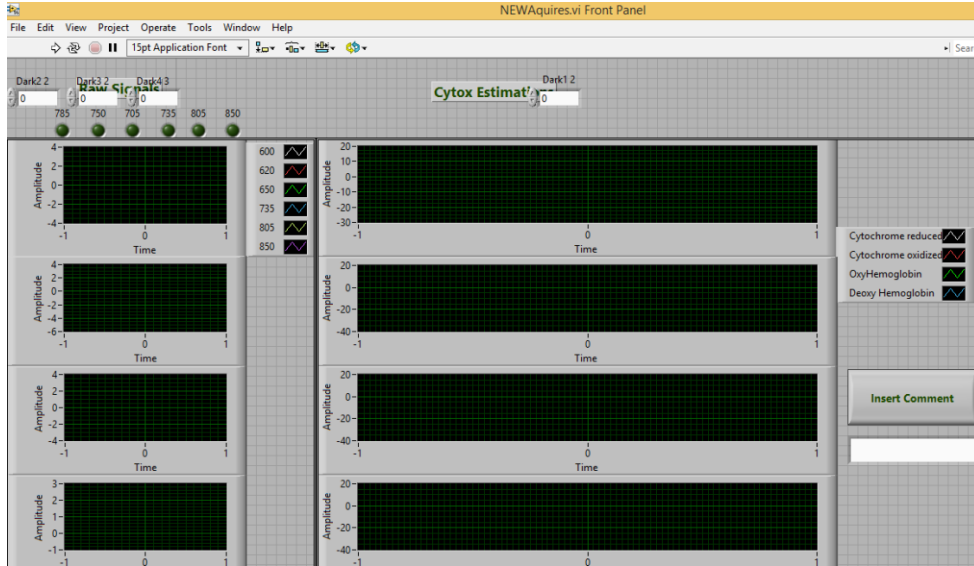 NEWAquires.vi Front Panel
File Edit View Project Operate Tools Window Help
15pt Application Font
Sear
Dark2 2 Dark3 2 Dark4 3
Raw Signals
0 0 0
785 750 705 735 805 850
Dark1 2
Cytox Estimat
0
4
2
0
-2
-4
Amplitude
-1 0 1
Time
600
620
650
735
805
850
20
10
0
-10
-20
-30
Amplitude
-1 0 1
Time
Cytochrome reduced
Cytochrome oxidized
OxyHemoglobin
Deoxy Hemoglobin
4
2
0
-2
-4
-6
Amplitude
-1 0 1
Time
20
0
-20
-40
Amplitude
-1 0 1
Time
4
2
0
-2
-4
Amplitude
-1 0 1
Time
20
0
-20
-40
Amplitude
-1 0 1
Time
Insert Comment
3
2
1
0
-1
Amplitude
-1 0 1
20
0
-20
-40
Amplitude
-1 0 1